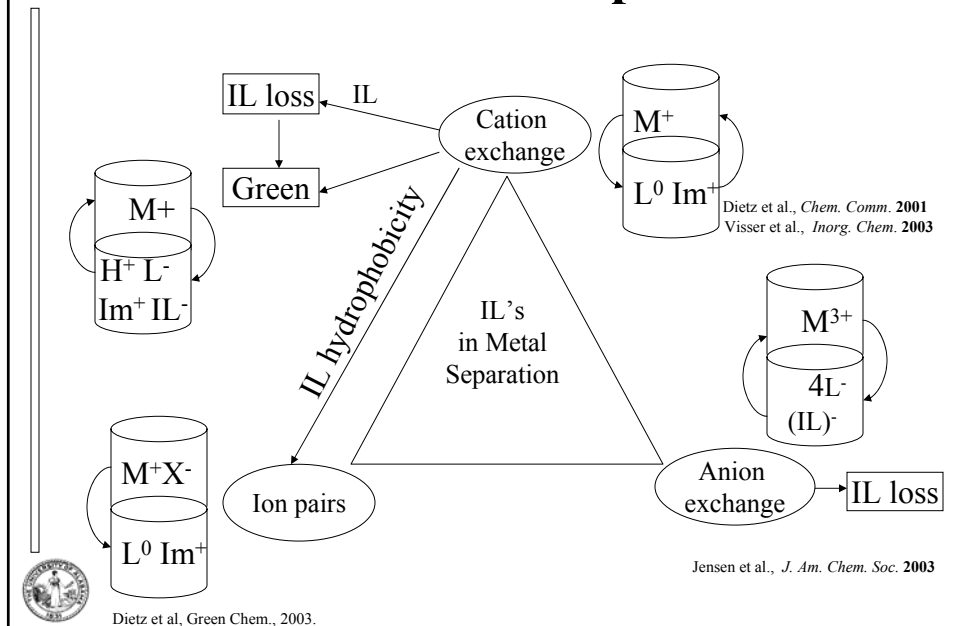 IL loss
IL
Cation
exchange
Green
M+
H⁺ L⁻
Im⁺ IL⁻
M⁺
L⁰ Im⁺
Dietz et al., Chem. Comm. 2001
Visser et al., Inorg. Chem. 2003
IL hydrophobicity
IL's
in Metal
Separation
M³⁺
4L⁻
(IL)⁻
M⁺X⁻
L⁰ Im⁺
Ion pairs
Anion
exchange
IL loss
Jensen et al., J. Am. Chem. Soc. 2003
Dietz et al, Green Chem., 2003.